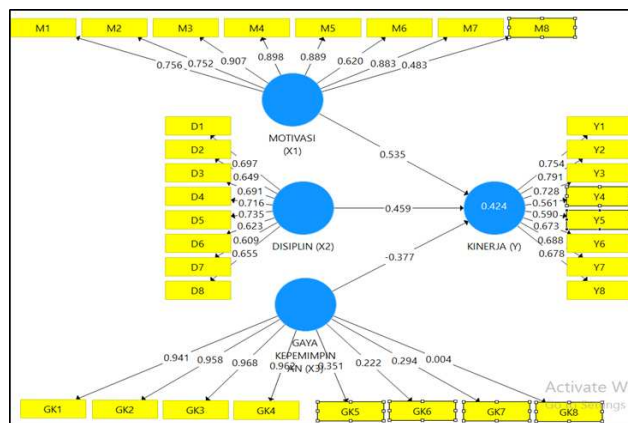 M1 M2 M3 M4 M5 M6 M7 M8
0.756 0.752 0.907 0.898 0.889 0.620 0.883 0.483
MOTIVASI
(X1)
D1
D2
D3
D4
D5
D6
D7
D8
0.697
0.649
0.691
0.716
0.735
0.623
0.609
0.655
DISIPLIN (X2)
0.535
0.459
-0.377
0.424
KINERJA (Y)
Y1
Y2
Y3
Y4
Y5
Y6
Y7
Y8
0.754
0.791
0.728
0.561
0.590
0.673
0.688
0.678
GAYA
KEPEMIMPIN
AN (X3)
0.941 0.958 0.968 0.351 0.222 0.294 0.004
GK1 GK2 GK3 GK4 GK5 GK6 GK7 GK8
Activate W
Go to Settings